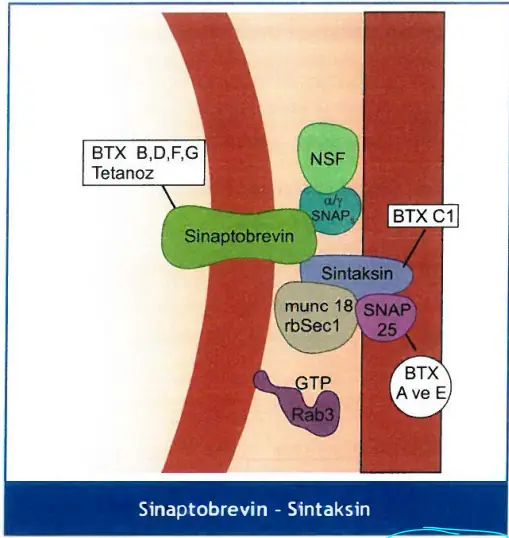 NSF
α/γ
SNAPs
BTX B,D,F,G
Tetanoz
BTX C1
Sinaptobrevin
Sintaksin
munc 18
rbSec1
SNAP
25
BTX
A ve E
GTP
Rab3
Sinaptobrevin - Sintaksin